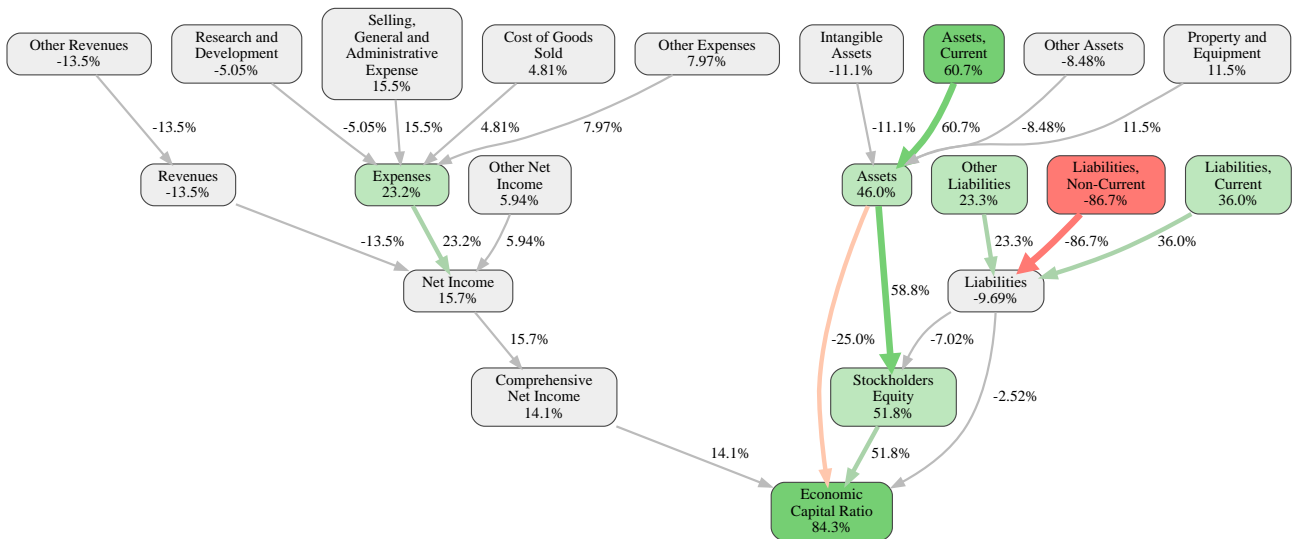 Other Revenues
-13.5%
Research and
Development
-5.05%
Selling,
General and
Administrative
Expense
15.5%
Cost of Goods
Sold
4.81%
Other Expenses
7.97%
Intangible
Assets
-11.1%
Assets,
Current
60.7%
Other Assets
-8.48%
Property and
Equipment
11.5%
-13.5%
-5.05%
15.5%
4.81%
7.97%
-11.1%
60.7%
-8.48%
11.5%
Revenues
-13.5%
Expenses
23.2%
Other Net
Income
5.94%
Assets
46.0%
Other
Liabilities
23.3%
Liabilities,
Non-Current
-86.7%
Liabilities,
Current
36.0%
-13.5%
23.2%
5.94%
23.3%
-86.7%
36.0%
Net Income
15.7%
58.8%
Liabilities
-9.69%
15.7%
-25.0%
-7.02%
Comprehensive
Net Income
14.1%
Stockholders
Equity
51.8%
-2.52%
14.1%
51.8%
Economic
Capital Ratio
84.3%